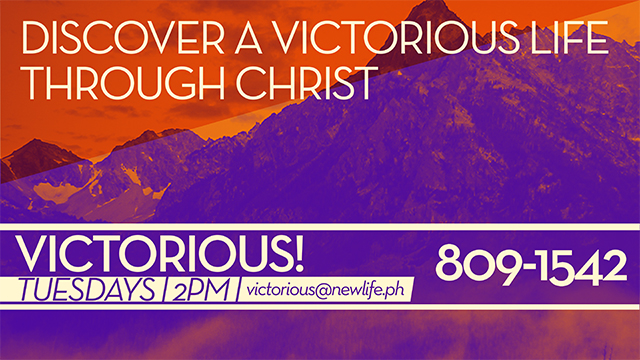 DISCOVER A VICTORIOUS LIFE
THROUGH CHRIST
VICTORIOUS!
809-1542
TUESDAYS | 2PM | victorious@newlife.ph